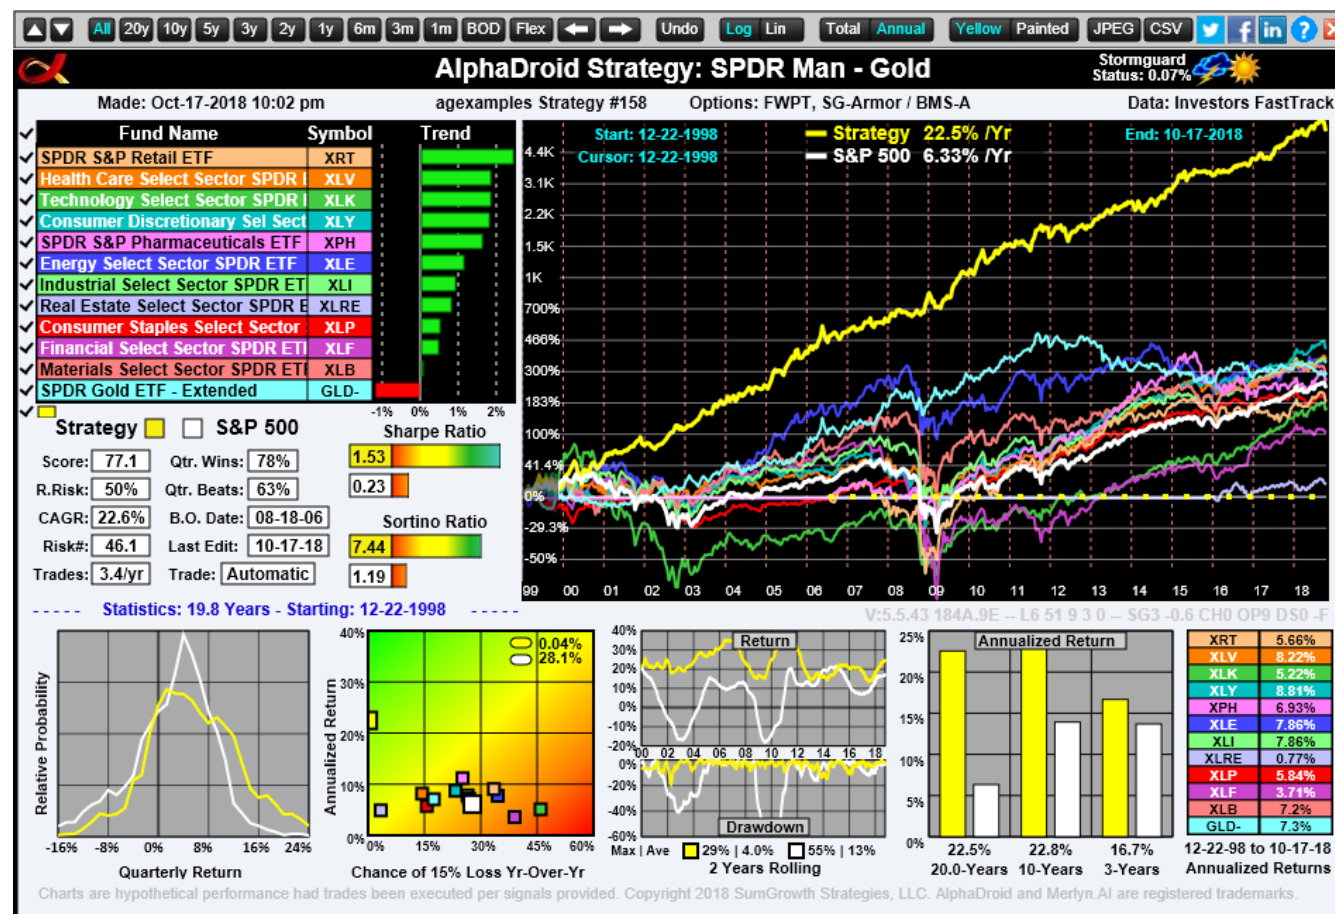 All 20y 10y 5y 3y 2y 1y 6m 3m 1m BOD Flex Undo Log Lin Total Annual Yellow Painted JPEG CSV
AlphaDroid Strategy: SPDR Man - Gold
Stormguard
Status: 0.07%
Made: Oct-17-2018 10:02 pm agexamples Strategy #158 Options: FWPT, SG-Armor / BMS-A Data: Investors FastTrack
Fund Name Symbol Trend
SPDR S&P Retail ETF XRT
Health Care Select Sector SPDR XLV
Technology Select Sector SPDR XLK
Consumer Discretionary Sel Sect XLY
SPDR S&P Pharmaceuticals ETF XPH
Energy Select Sector SPDR ETF XLE
Industrial Select Sector SPDR ET XLI
Real Estate Select Sector SPDR E XLRE
Consumer Staples Select Sector XLP
Financial Select Sector SPDR ET XLF
Materials Select Sector SPDR ET XLB
SPDR Gold ETF - Extended GLD-
-1% 0% 1% 2%
Start: 12-22-1998
Cursor: 12-22-1998
Strategy 22.5% /Yr
S&P 500 6.33% /Yr
End: 10-17-2018
4.4K
3.1K
2.2K
1.5K
1K
700%
466%
300%
183%
100%
41.4%
0%
-29.3%
-50%
99 00 01 02 03 04 05 06 07 08 09 10 11 12 13 14 15 16 17 18
Strategy S&P 500
Score: 77.1 Qtr. Wins: 78%
R.Risk: 50% Qtr. Beats: 63%
CAGR: 22.6% B.O. Date: 08-18-06
Risk#: 46.1 Last Edit: 10-17-18
Trades: 3.4/yr Trade: Automatic
Sharpe Ratio
1.53
0.23
Sortino Ratio
7.44
1.19
----- Statistics: 19.8 Years - Starting: 12-22-1998 -----
V:5.5.43 184A.9E -- L6 51 9 3 0 -- SG3 -0.6 CH0 OP9 DS0 -F
Relative Probability
-16% -8% 0% 8% 16% 24%
Quarterly Return
Annualized Return
40%
30%
20%
10%
0%
0.04%
28.1%
0% 15% 30% 45% 60%
Chance of 15% Loss Yr-Over-Yr
Return
40%
30%
20%
10%
0%
-10%
-20%
00 02 04 06 08 10 12 14 16 18
0%
-20%
-40%
-60%
Drawdown
Max | Ave 29% | 4.0% 55% | 13%
2 Years Rolling
Annualized Return
25%
20%
15%
10%
5%
0%
22.5% 22.8% 16.7%
20.0-Years 10-Years 3-Years
XRT 5.66%
XLV 8.22%
XLK 5.22%
XLY 8.81%
XPH 6.93%
XLE 7.86%
XLI 7.86%
XLRE 0.77%
XLP 5.84%
XLF 3.71%
XLB 7.2%
GLD- 7.3%
12-22-98 to 10-17-18
Annualized Returns
Charts are hypothetical performance had trades been executed per signals provided. Copyright 2018 SumGrowth Strategies, LLC. AlphaDroid and Merlyn.AI are registered trademarks.